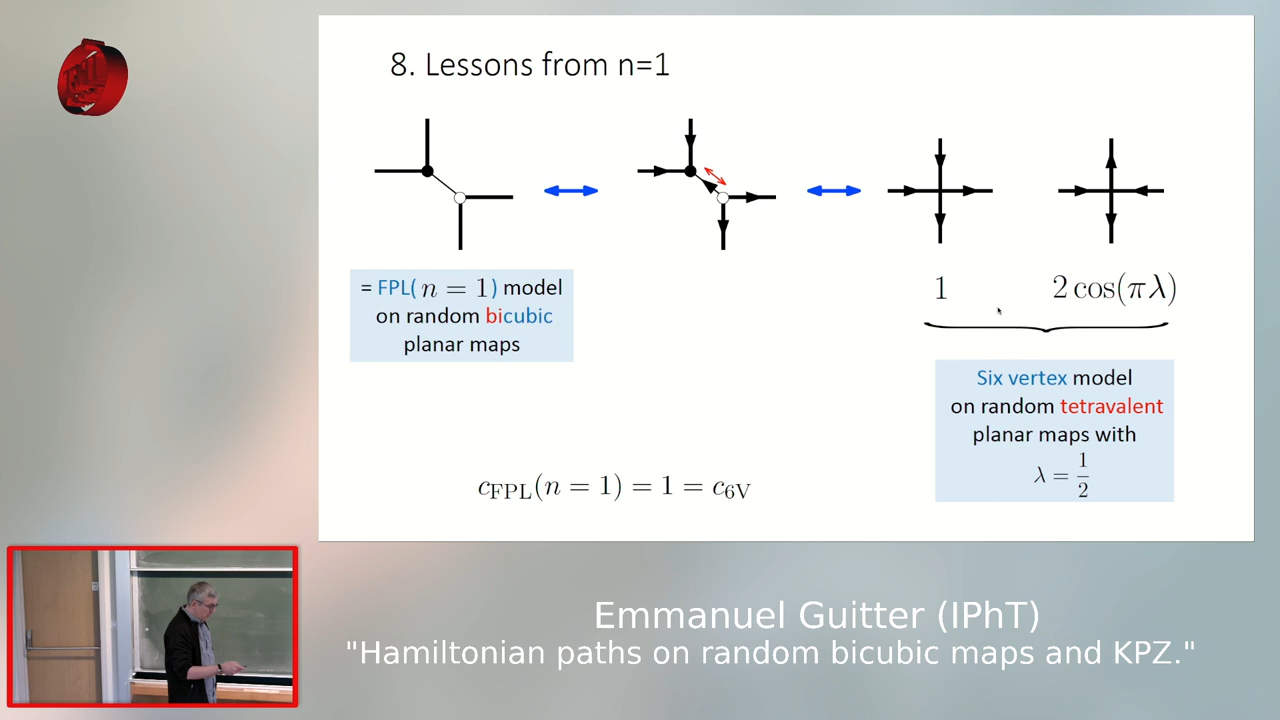 8. Lessons from n=1
= FPL( n = 1 ) model
on random bicubic
planar maps
1
2 cos(πλ)
Six vertex model
on random tetravalent
planar maps with
λ = 1/2
c_FPL(n = 1) = 1 = c_6V
Emmanuel Guitter (IPhT)
"Hamiltonian paths on random bicubic maps and KPZ."